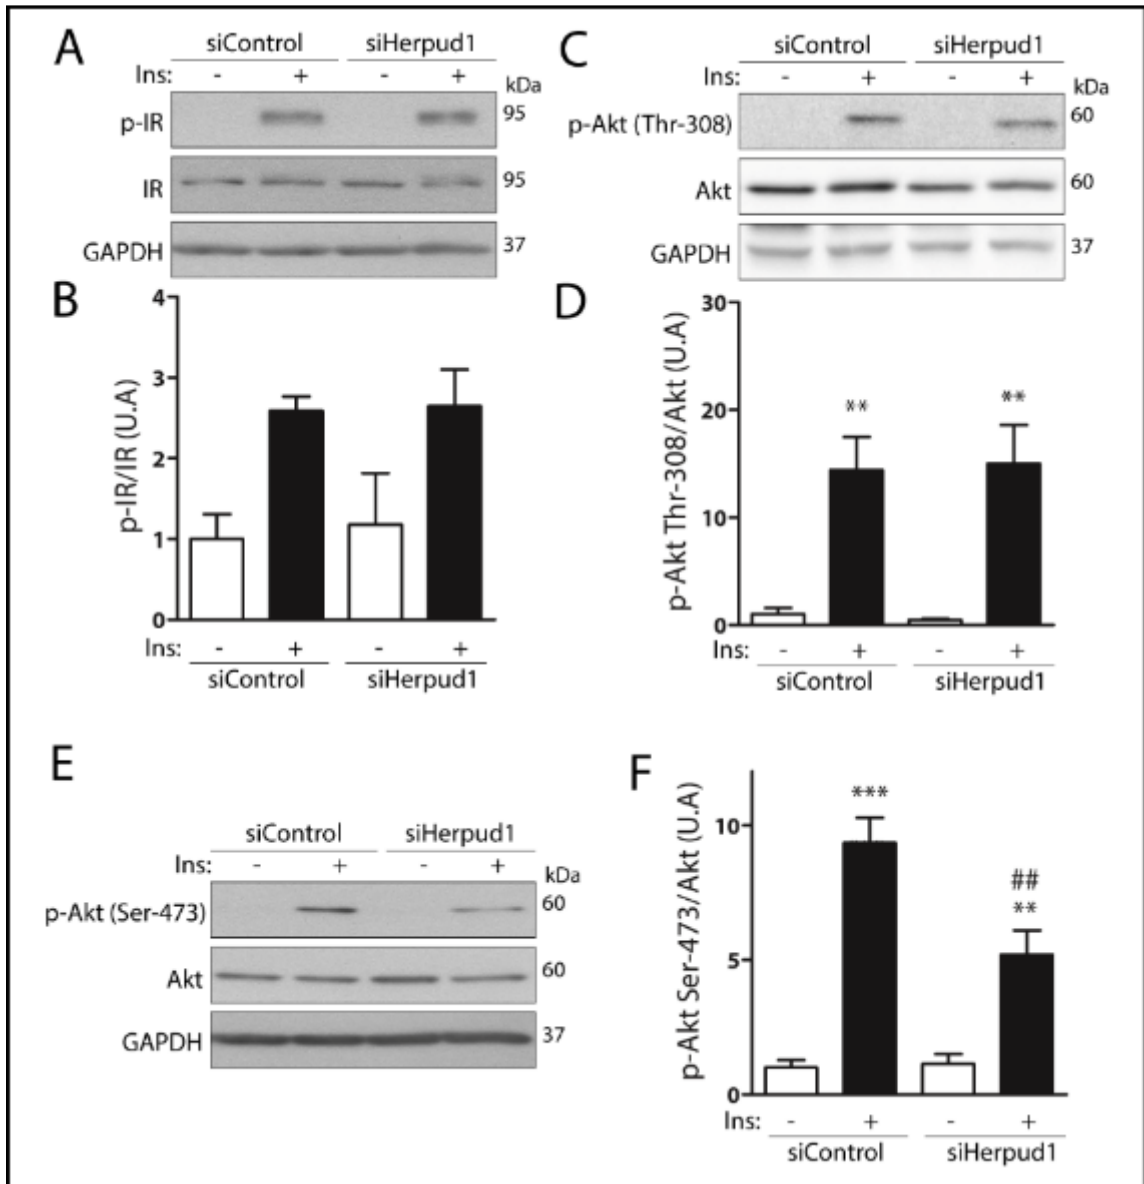 A
siControl siHerpud1
Ins: - + - + kDa
p-IR 95
IR 95
GAPDH 37
B
4
3
2
1
0
p-IR/IR (U.A)
Ins: - + - +
siControl siHerpud1
C
siControl siHerpud1
Ins: - + - + kDa
p-Akt (Thr-308) 60
Akt 60
GAPDH 37
D
30
20
10
0
p-Akt Thr-308/Akt (U.A)
** **
Ins: - + - +
siControl siHerpud1
E
siControl siHerpud1
Ins: - + - + kDa
p-Akt (Ser-473) 60
Akt 60
GAPDH 37
F
10
5
0
p-Akt Ser-473/Akt (U.A)
***
##
**
Ins: - + - +
siControl siHerpud1